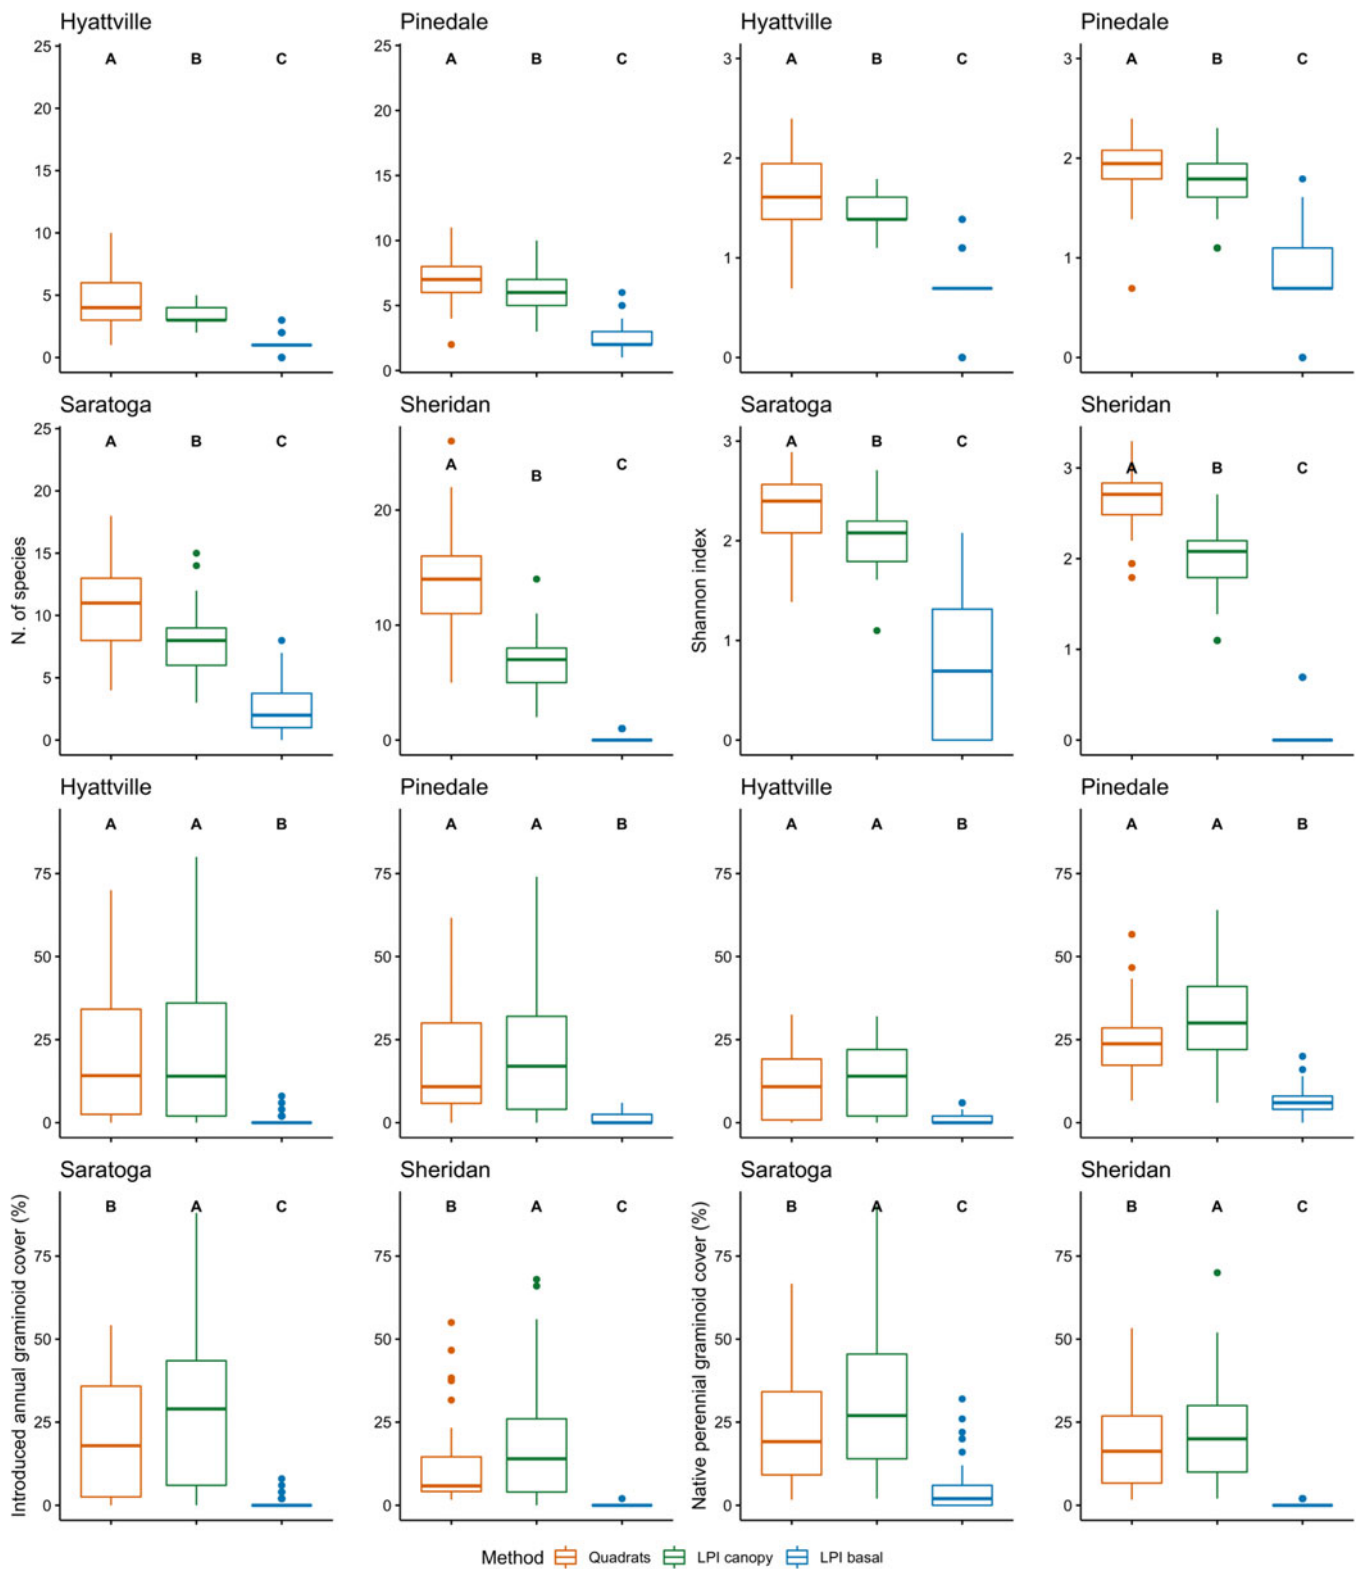 Hyattville Pinedale Hyattville Pinedale
25 25 3 3
A B C A B C A B C A B C
20 20
15 15 2 2
10 10
1 1
5 5
0 0 0 0
Saratoga Sheridan Saratoga Sheridan
25 3
A B C A B C A B C A B C
20 20 3
15 2 2
10 10
1 1
5
0 0 0 0
N. of species Shannon index
Hyattville Pinedale Hyattville Pinedale
A A B A A B A A B A A B
75 75 75 75
50 50 50 50
25 25 25 25
0 0 0 0
Saratoga Sheridan Saratoga Sheridan
B A C B A C B A C B A C
75 75 75 75
50 50 50 50
25 25 25 25
0 0 0 0
Introduced annual graminoid cover (%) Native perennial graminoid cover (%)
Method Quadrats LPI canopy LPI basal